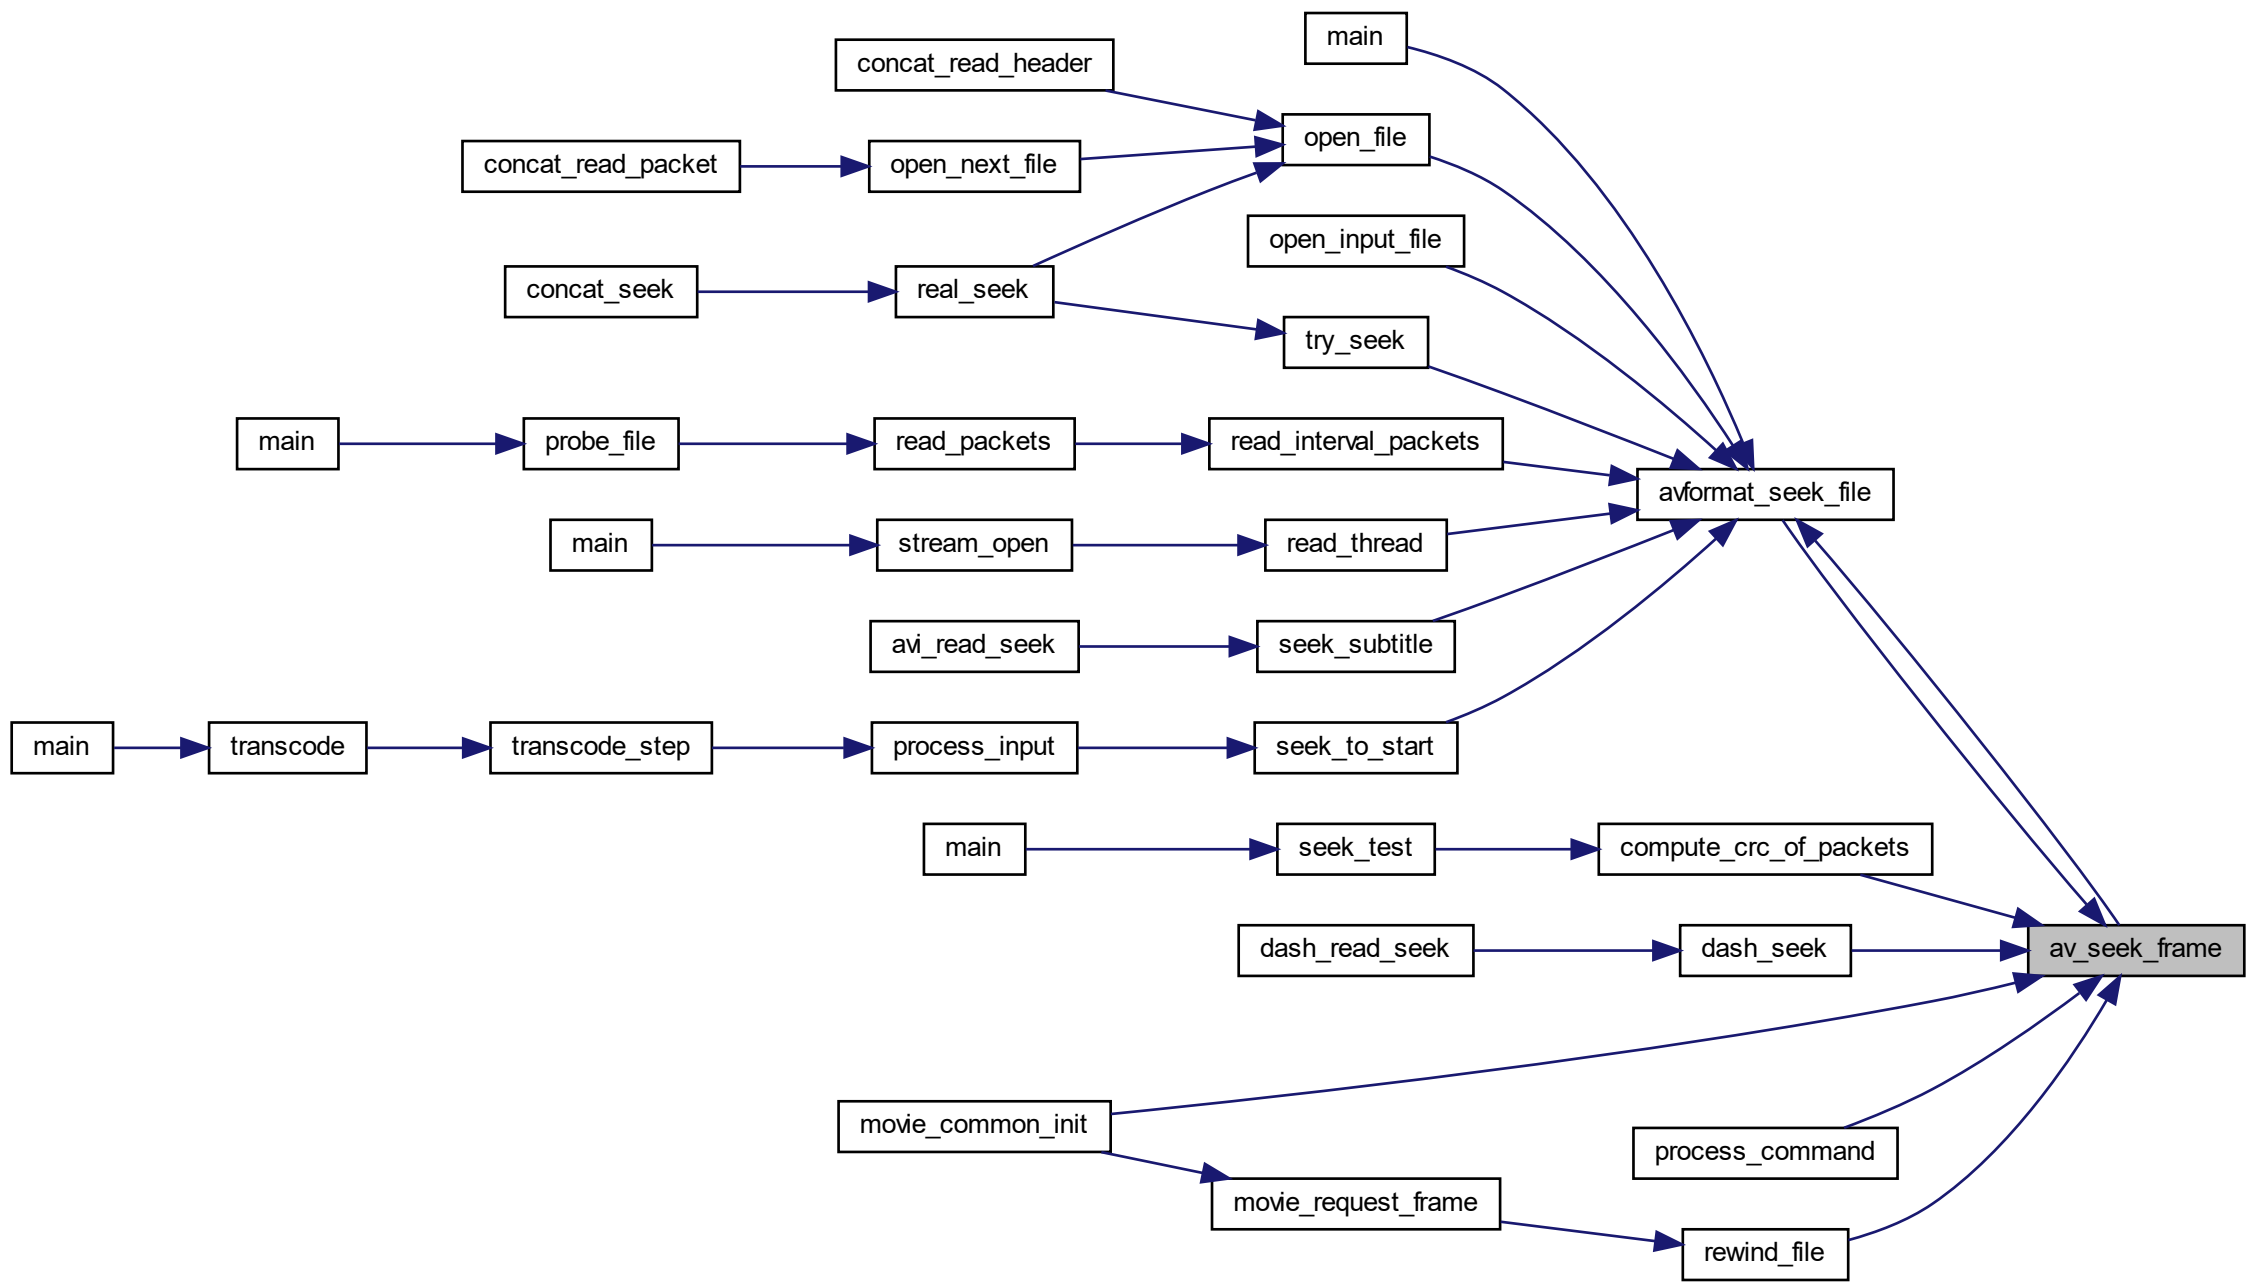 main
concat_read_header
open_file
concat_read_packet
open_next_file
open_input_file
concat_seek
real_seek
try_seek
main
probe_file
read_packets
read_interval_packets
avformat_seek_file
main
stream_open
read_thread
avi_read_seek
seek_subtitle
main
transcode
transcode_step
process_input
seek_to_start
main
seek_test
compute_crc_of_packets
dash_read_seek
dash_seek
av_seek_frame
movie_common_init
process_command
movie_request_frame
rewind_file